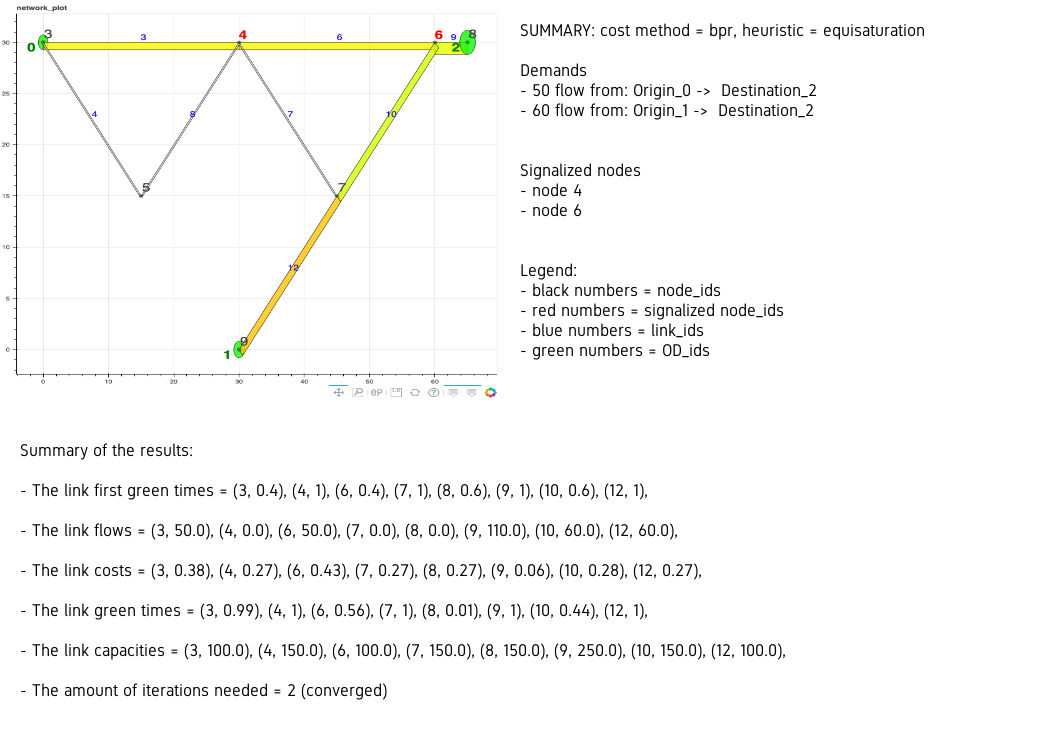 network_plot
3
3
6
9
8
0
4
6
2
30
25
4
8
7
10
20
5
7
15
10
12
5
9
1
0
0
10
20
30
40
50
60
SUMMARY: cost method = bpr, heuristic = equisaturation
Demands
- 50 flow from: Origin_0 -> Destination_2
- 60 flow from: Origin_1 -> Destination_2
Signalized nodes
- node 4
- node 6
Legend:
- black numbers = node_ids
- red numbers = signalized node_ids
- blue numbers = link_ids
- green numbers = OD_ids
Summary of the results:
- The link first green times = (3, 0.4), (4, 1), (6, 0.4), (7, 1), (8, 0.6), (9, 1), (10, 0.6), (12, 1),
- The link flows = (3, 50.0), (4, 0.0), (6, 50.0), (7, 0.0), (8, 0.0), (9, 110.0), (10, 60.0), (12, 60.0),
- The link costs = (3, 0.38), (4, 0.27), (6, 0.43), (7, 0.27), (8, 0.27), (9, 0.06), (10, 0.28), (12, 0.27),
- The link green times = (3, 0.99), (4, 1), (6, 0.56), (7, 1), (8, 0.01), (9, 1), (10, 0.44), (12, 1),
- The link capacities = (3, 100.0), (4, 150.0), (6, 100.0), (7, 150.0), (8, 150.0), (9, 250.0), (10, 150.0), (12, 100.0),
- The amount of iterations needed = 2 (converged)